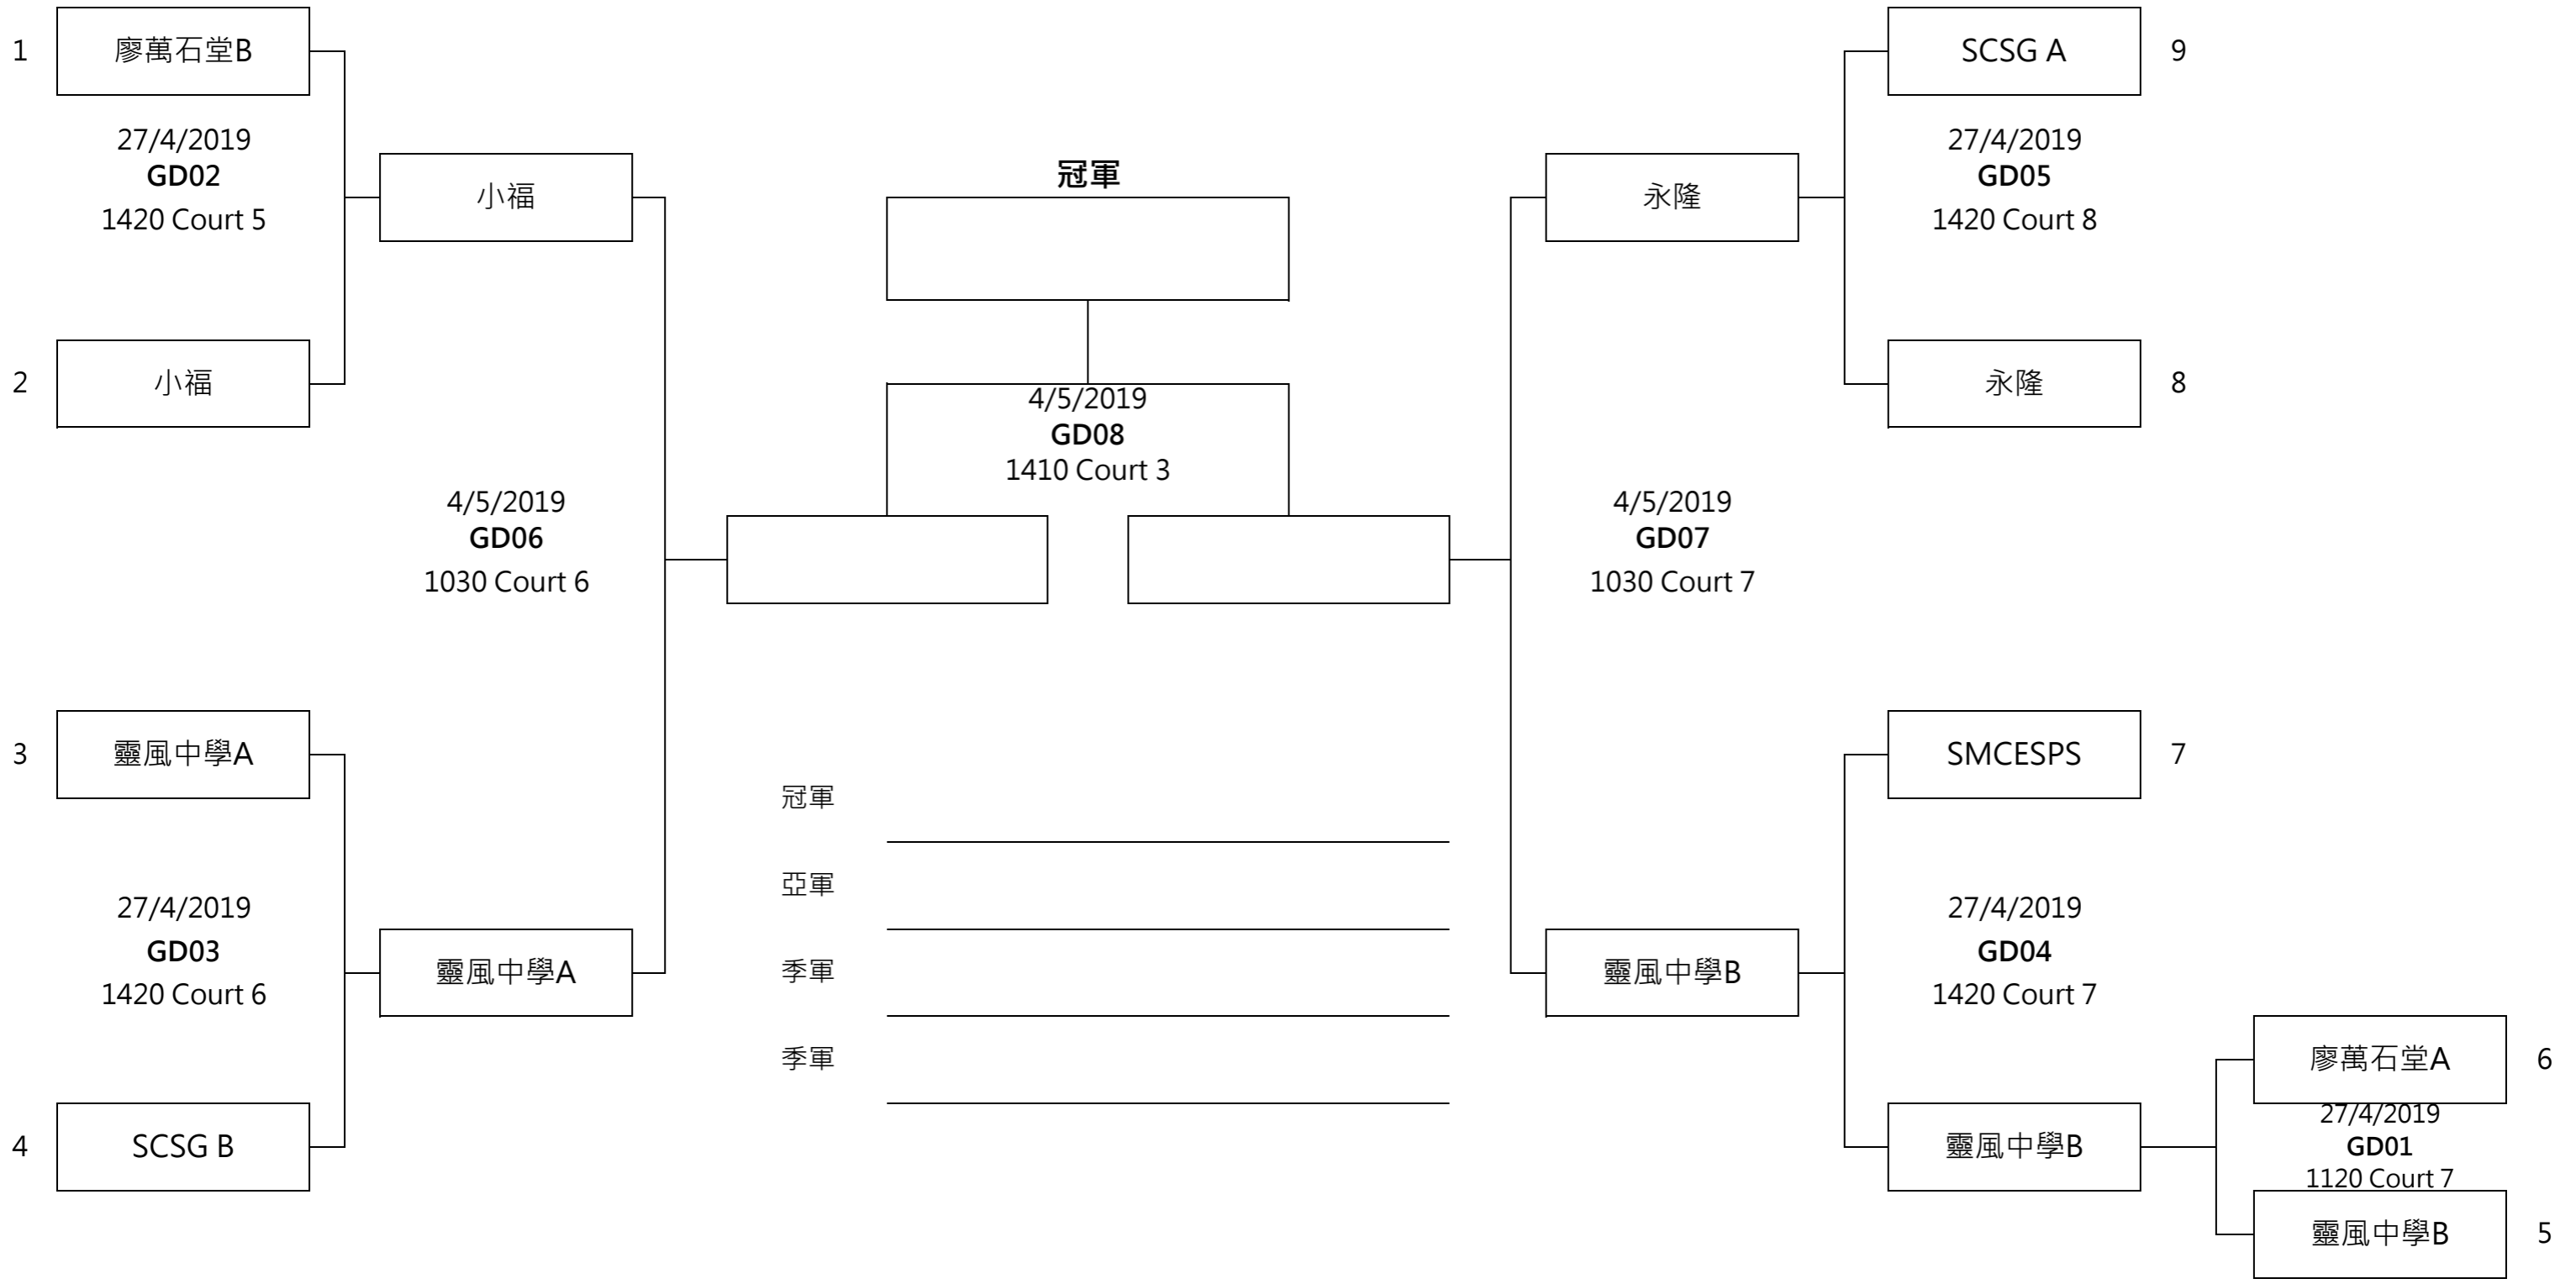 1
廖萬石堂B
27/4/2019
GD02
1420 Court 5
2
小福
小福
3
靈風中學A
27/4/2019
GD03
1420 Court 6
4
SCSG B
靈風中學A
4/5/2019
GD06
1030 Court 6
冠軍
4/5/2019
GD08
1410 Court 3
冠軍
亞軍
季軍
季軍
永隆
4/5/2019
GD07
1030 Court 7
靈風中學B
SCSG A
9
27/4/2019
GD05
1420 Court 8
永隆
8
SMCESPS
7
27/4/2019
GD04
1420 Court 7
靈風中學B
廖萬石堂A
6
27/4/2019
GD01
1120 Court 7
靈風中學B
5